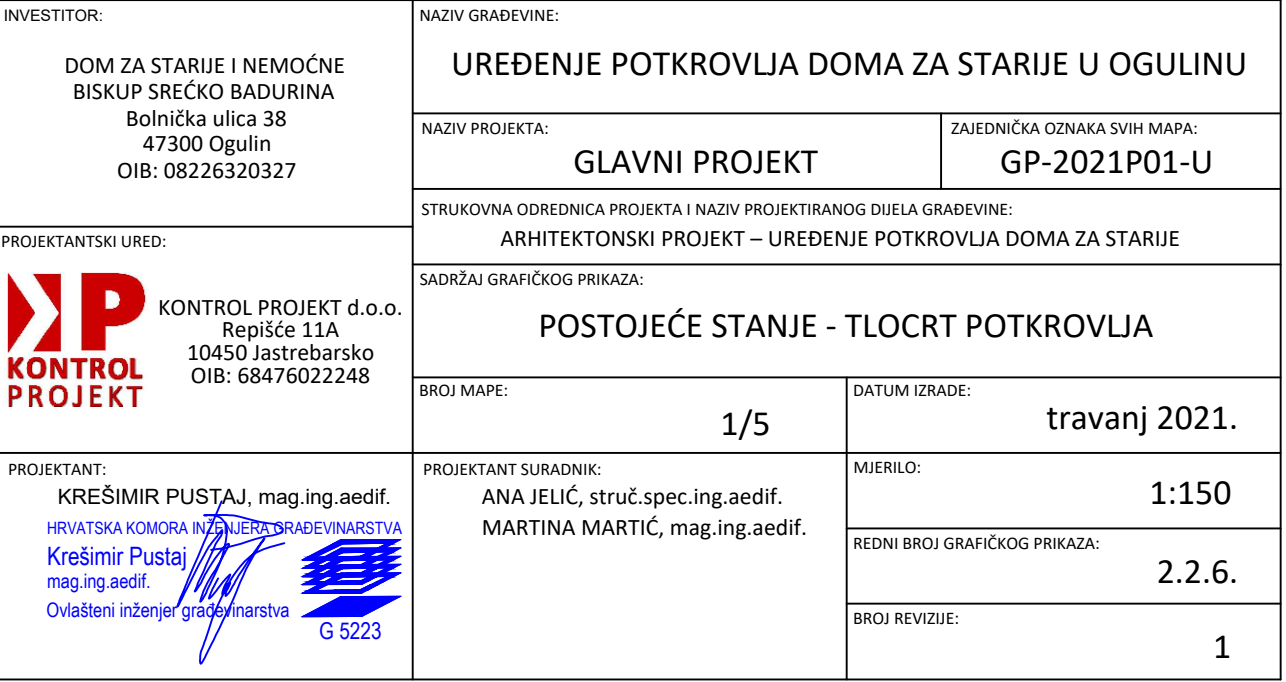 INVESTITOR:
DOM ZA STARIJE I NEMOĆNE
BISKUP SREĆKO BADURINA
Bolnička ulica 38
47300 Ogulin
OIB: 08226320327
NAZIV GRAĐEVINE:
UREĐENJE POTKROVLJA DOMA ZA STARIJE U OGULINU
NAZIV PROJEKTA:
GLAVNI PROJEKT
ZAJEDNIČKA OZNAKA SVIH MAPA:
GP-2021P01-U
STRUKOVNA ODREDNICA PROJEKTA I NAZIV PROJEKTIRANOG DIJELA GRAĐEVINE:
ARHITEKTONSKI PROJEKT – UREĐENJE POTKROVLJA DOMA ZA STARIJE
PROJEKTANTSKI URED:
KP
KONTROL
PROJEKT
KONTROL PROJEKT d.o.o.
Repišće 11A
10450 Jastrebarsko
OIB: 68476022248
SADRŽAJ GRAFIČKOG PRIKAZA:
POSTOJEĆE STANJE - TLOCRT POTKROVLJA
BROJ MAPE:
1/5
DATUM IZRADE:
travanj 2021.
PROJEKTANT:
KREŠIMIR PUSTAJ, mag.ing.aedif.
HRVATSKA KOMORA INŽENJERA GRAĐEVINARSTVA
Krešimir Pustaj
mag.ing.aedif.
Ovlašteni inženjer građevinarstva
G 5223
PROJEKTANT SURADNIK:
ANA JELIĆ, struč.spec.ing.aedif.
MARTINA MARTIĆ, mag.ing.aedif.
MJERILO:
1:150
REDNI BROJ GRAFIČKOG PRIKAZA:
2.2.6.
BROJ REVIZIJE:
1